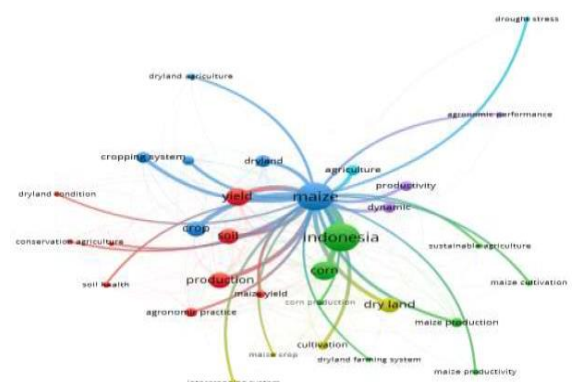 drought stress
dryland agriculture
agronomic performance
cropping system
dryland
agriculture
productivity
dryland condition
yield
maize
dynamic
crop
soil
indonesia
conservation agriculture
sustainable agriculture
corn
soil health
production
maize cultivation
maize yield
corn production
dry land
agronomic practice
maize production
cultivation
maize crop
dryland farming system
maize productivity